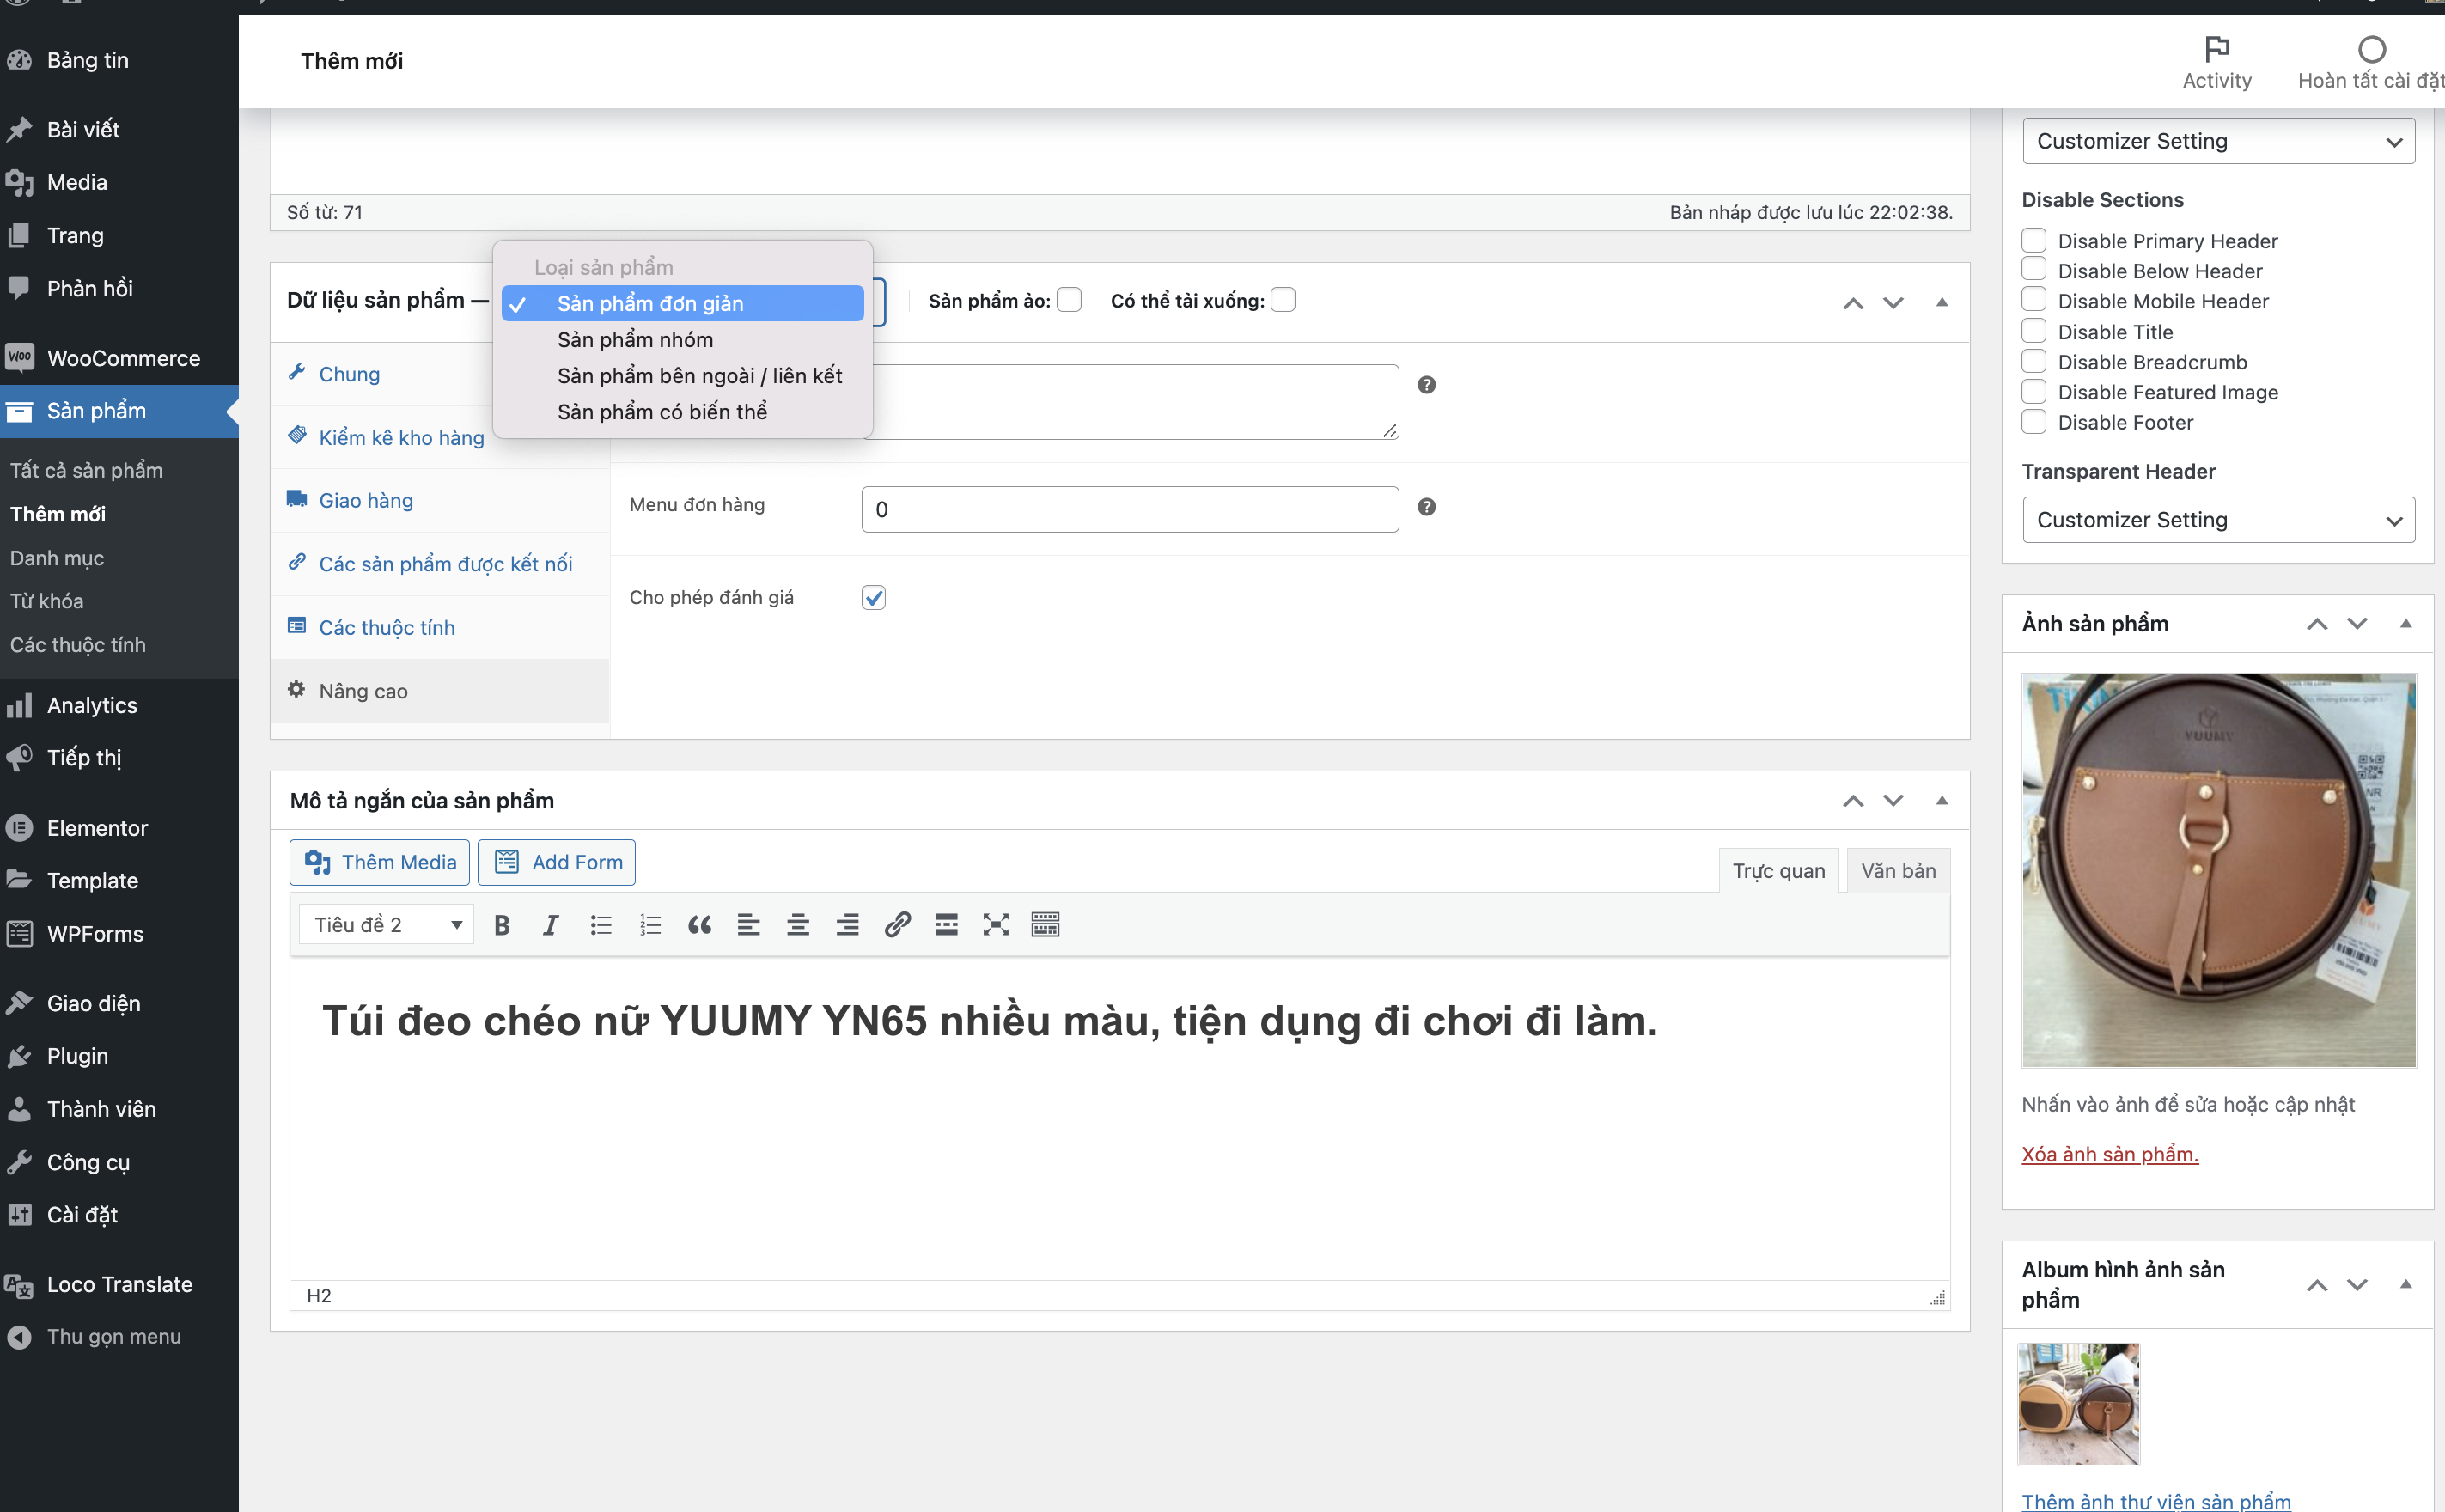 Thêm mới
Activity
Hoàn tất cài đặt
Bảng tin
Bài viết
Media
Trang
Phản hồi
WooCommerce
Sản phẩm
Tất cả sản phẩm
Thêm mới
Danh mục
Từ khóa
Các thuộc tính
Analytics
Tiếp thị
Elementor
Template
WPForms
Giao diện
Plugin
Thành viên
Công cụ
Cài đặt
Loco Translate
Thu gọn menu
Số từ: 71
Bản nháp được lưu lúc 22:02:38.
Dữ liệu sản phẩm —
Loại sản phẩm
Sản phẩm đơn giản
Sản phẩm nhóm
Sản phẩm bên ngoài / liên kết
Sản phẩm có biến thể
Sản phẩm ảo:
Có thể tải xuống:
Chung
Kiểm kê kho hàng
Giao hàng
Các sản phẩm được kết nối
Các thuộc tính
Nâng cao
Menu đơn hàng
0
Cho phép đánh giá
Mô tả ngắn của sản phẩm
Thêm Media
Add Form
Trực quan
Văn bản
Tiêu đề 2
Túi đeo chéo nữ YUUMY YN65 nhiều màu, tiện dụng đi chơi đi làm.
H2
Customizer Setting
Disable Sections
Disable Primary Header
Disable Below Header
Disable Mobile Header
Disable Title
Disable Breadcrumb
Disable Featured Image
Disable Footer
Transparent Header
Customizer Setting
Ảnh sản phẩm
YUUMY
Nhấn vào ảnh để sửa hoặc cập nhật
Xóa ảnh sản phẩm.
Album hình ảnh sản
phẩm
Thêm ảnh thư viện sản phẩm